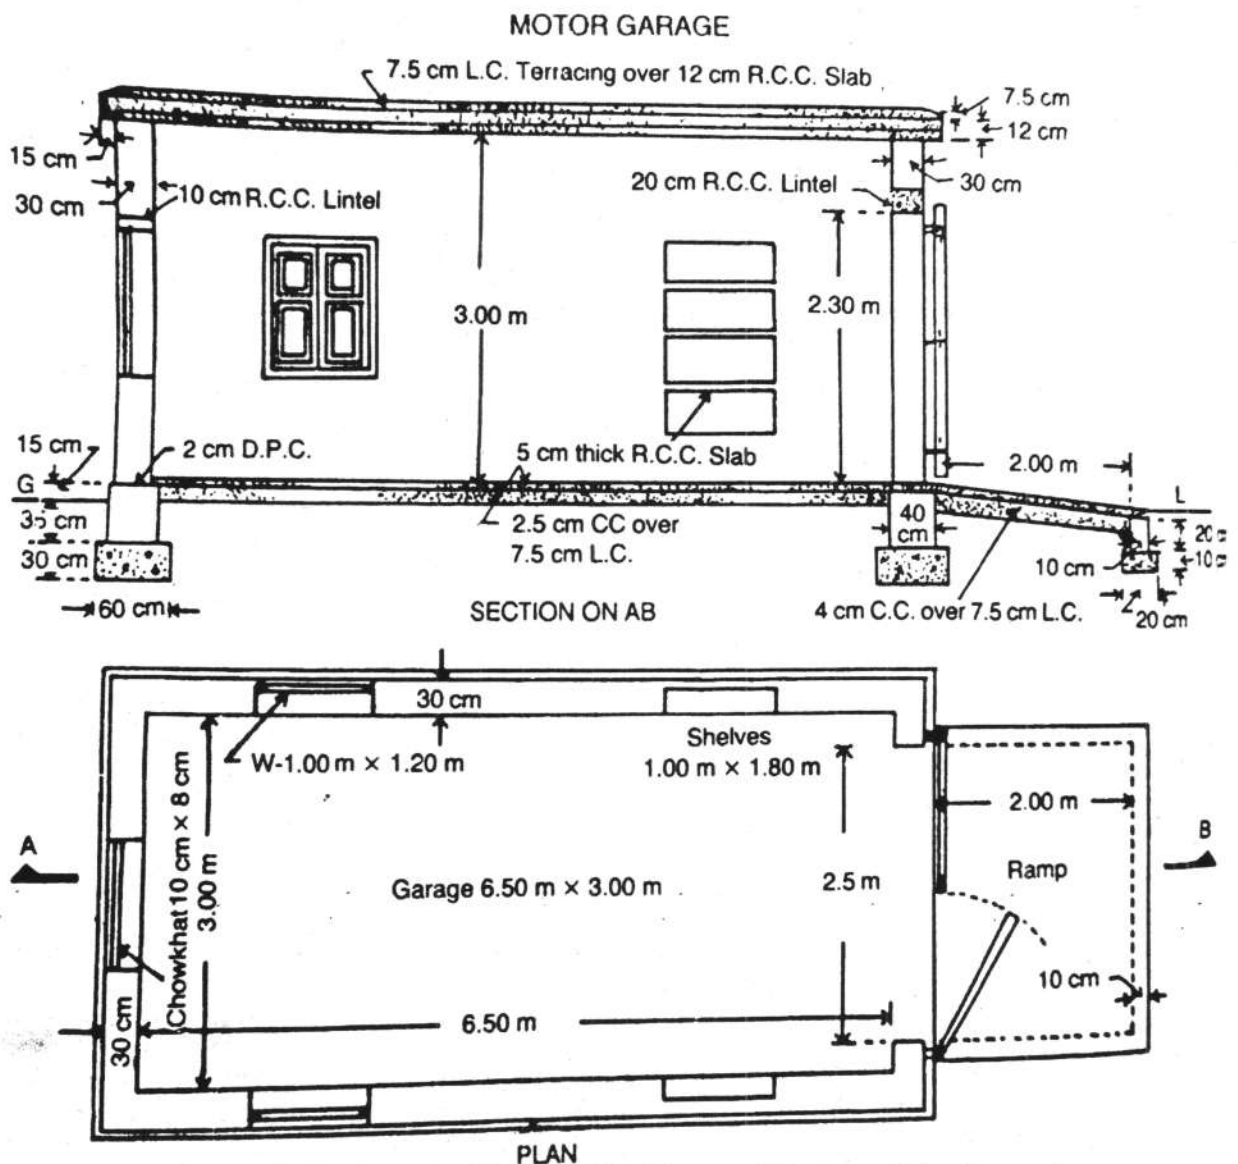 MOTOR GARAGE
7.5 cm L.C. Terracing over 12 cm R.C.C. Slab
7.5 cm
12 cm
15 cm
30 cm
10 cm R.C.C. Lintel
20 cm R.C.C. Lintel
30 cm
3.00 m
2.30 m
15 cm
2 cm D.P.C.
5 cm thick R.C.C. Slab
2.00 m
G
L
35 cm
2.5 cm CC over
7.5 cm L.C.
40
cm
20 c
30 cm
10 cm
10 c
60 cm
SECTION ON AB
4 cm C.C. over 7.5 cm L.C.
20 cm
30 cm
W-1.00 m × 1.20 m
Shelves
1.00 m × 1.80 m
Chowkhat 10 cm × 8 cm
3.00 m
2.00 m
A
B
Garage 6.50 m × 3.00 m
2.5 m
Ramp
10 cm
6.50 m
30 cm
PLAN